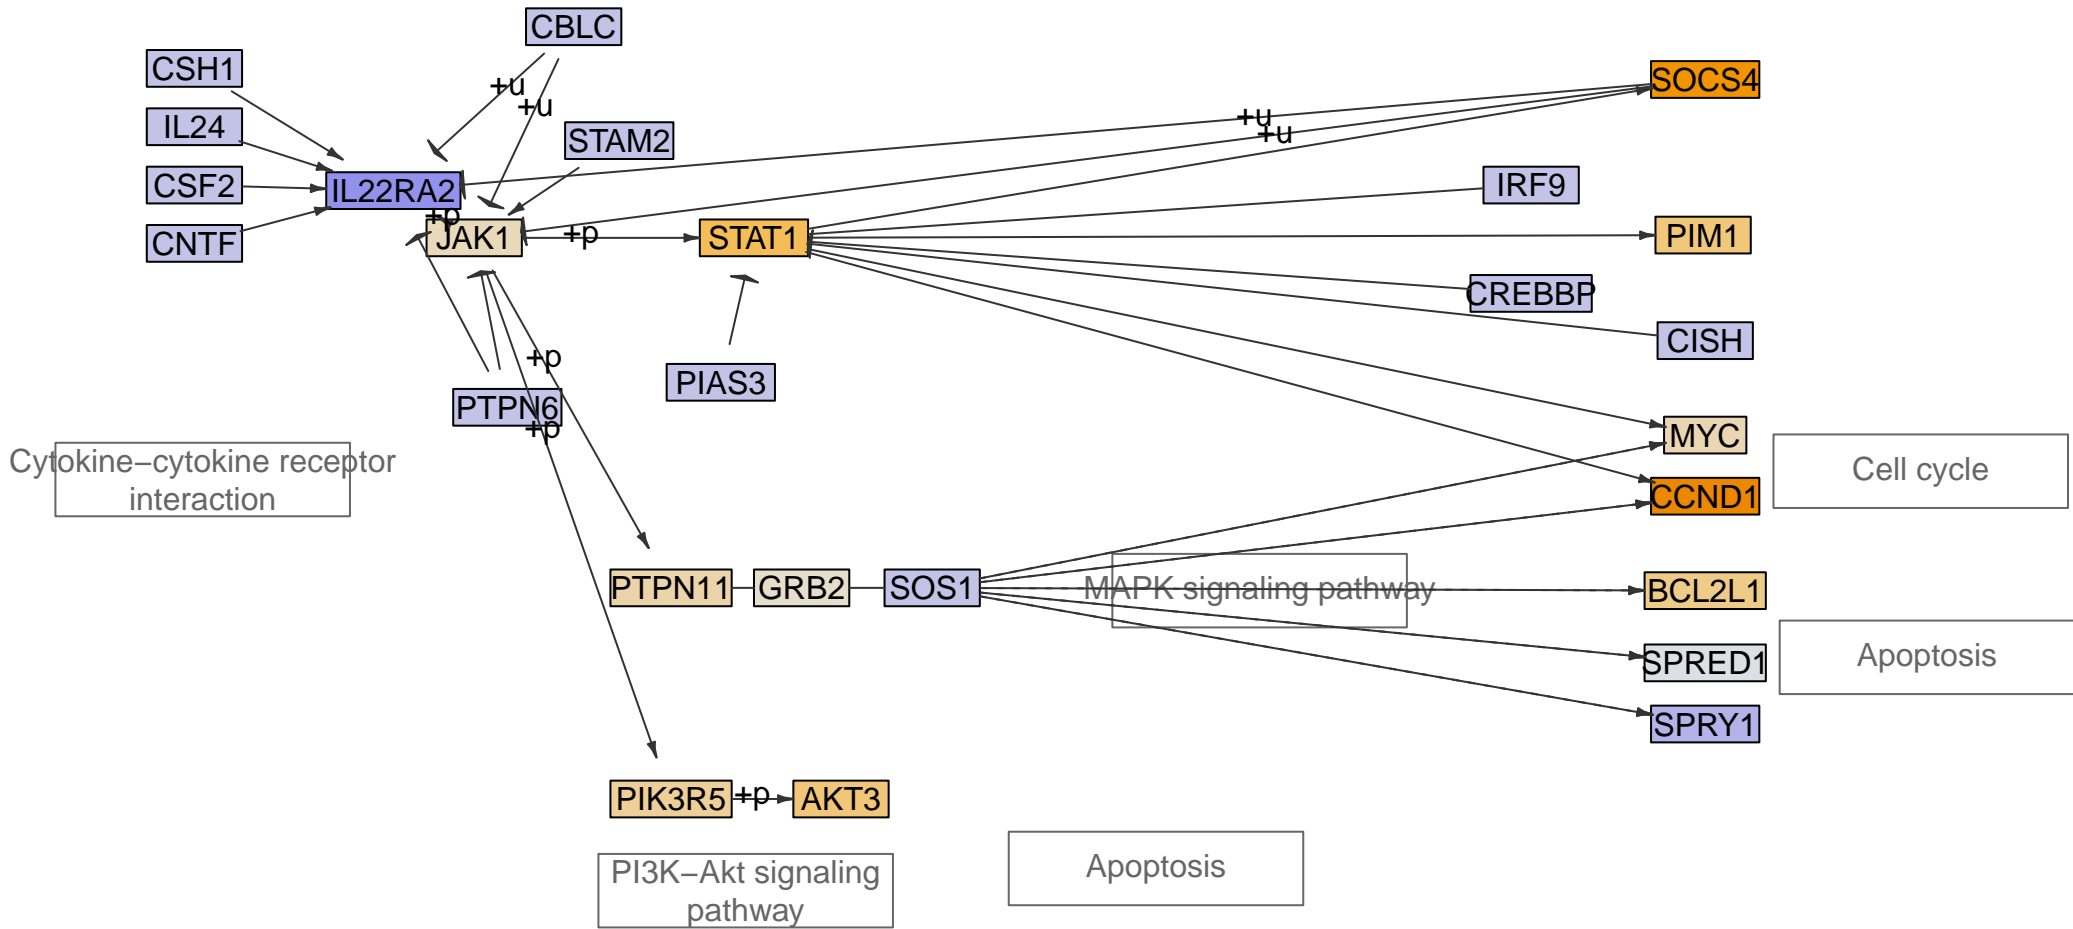 CBLC
CSH1
SOCS4
+u
+u
+u
IL24
+u
STAM2
CSF2
IL22RA2
IRF9
+p
CNTF
JAK1
+p
STAT1
PIM1
CREBBP
CISH
+p
PIAS3
PTPN6
+p
MYC
Cytokine−cytokine receptor
interaction
Cell cycle
CCND1
PTPN11
GRB2
SOS1
MAPK signaling pathway
BCL2L1
SPRED1
Apoptosis
SPRY1
PIK3R5
+p
AKT3
PI3K−Akt signaling
pathway
Apoptosis